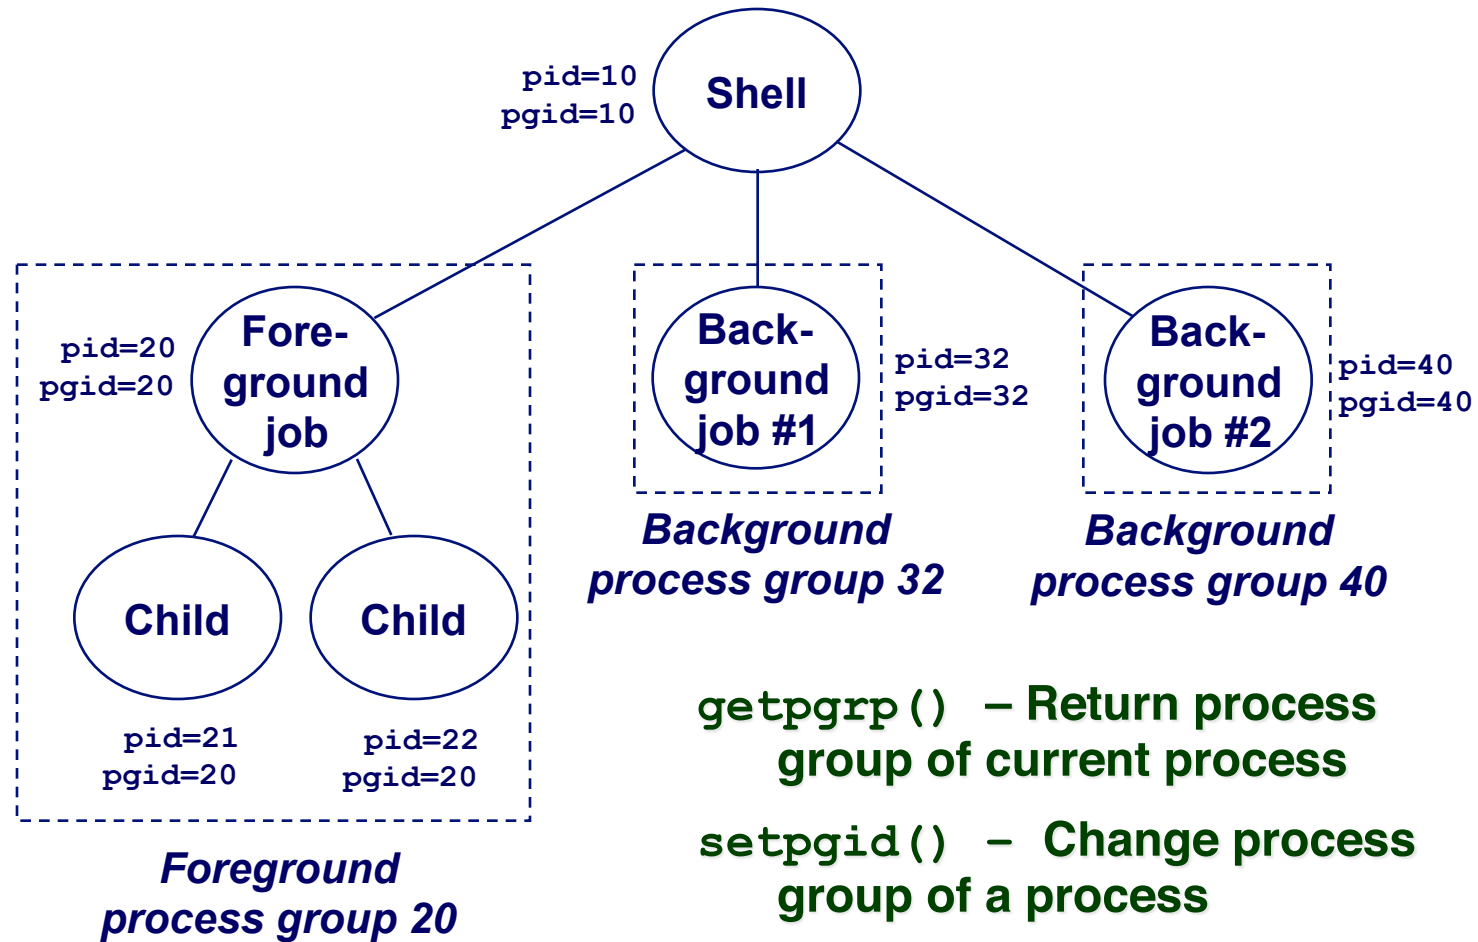 pid=10
pgid=10
Shell
pid=20
pgid=20
Fore-
ground
job
Back-
ground
job #1
pid=32
pgid=32
Back-
ground
job #2
pid=40
pgid=40
Child
pid=21
pgid=20
Child
pid=22
pgid=20
Foreground
process group 20
Background
process group 32
Background
process group 40
getpgrp() – Return process
group of current process
setpgid() – Change process
group of a process